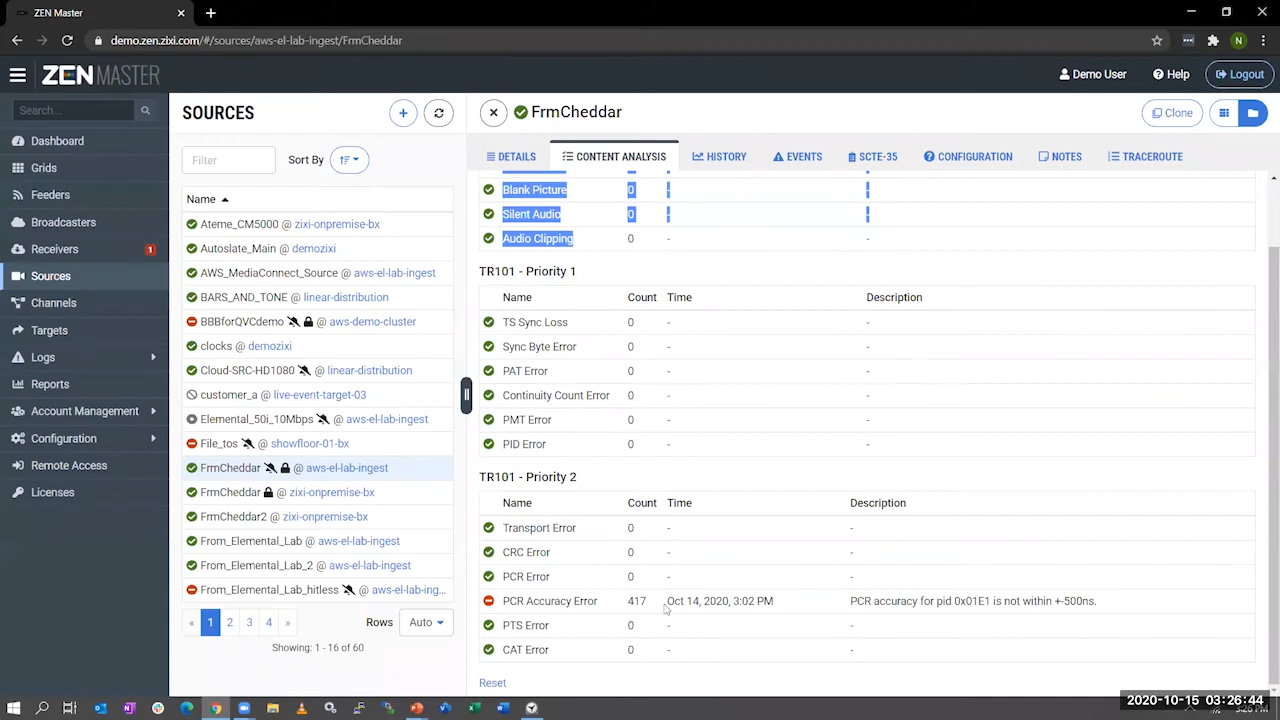 ZEN Master
demo.zen.zixi.com/#/sources/aws-el-lab-ingest/FrmCheddar
N
ZEN MASTER
Demo User
Help
Logout
Search...
Dashboard
Grids
Feeders
Broadcasters
Receivers 1
Sources
Channels
Targets
Logs
Reports
Account Management
Configuration
Remote Access
Licenses
SOURCES
Filter
Sort By
Name
Ateme_CM5000 @ zixi-onpremise-bx
Autoslate_Main @ demozixi
AWS_MediaConnect_Source @ aws-el-lab-ingest
BARS_AND_TONE @ linear-distribution
BBBforQVCdemo @ aws-demo-cluster
clocks @ demozixi
Cloud-SRC-HD1080 @ linear-distribution
customer_a @ live-event-target-03
Elemental_50i_10Mbps @ aws-el-lab-ingest
File_tos @ showfloor-01-bx
FrmCheddar @ aws-el-lab-ingest
FrmCheddar @ zixi-onpremise-bx
FrmCheddar2 @ zixi-onpremise-bx
From_Elemental_Lab @ aws-el-lab-ingest
From_Elemental_Lab_2 @ aws-el-lab-ingest
From_Elemental_Lab_hitless @ aws-el-lab-ing...
« 1 2 3 4 »
Rows Auto
Showing: 1 - 16 of 60
FrmCheddar
Clone
DETAILS
CONTENT ANALYSIS
HISTORY
EVENTS
SCTE-35
CONFIGURATION
NOTES
TRACEROUTE
Blank Picture 0 - -
Silent Audio 0 - -
Audio Clipping 0 - -
TR101 - Priority 1
Name Count Time Description
TS Sync Loss 0 - -
Sync Byte Error 0 - -
PAT Error 0 - -
Continuity Count Error 0 - -
PMT Error 0 - -
PID Error 0 - -
TR101 - Priority 2
Name Count Time Description
Transport Error 0 - -
CRC Error 0 - -
PCR Error 0 - -
PCR Accuracy Error 417 Oct 14, 2020, 3:02 PM PCR accuracy for pid 0x01E1 is not within +-500ns.
PTS Error 0 - -
CAT Error 0 - -
Reset
2020-10-15 03:26:44